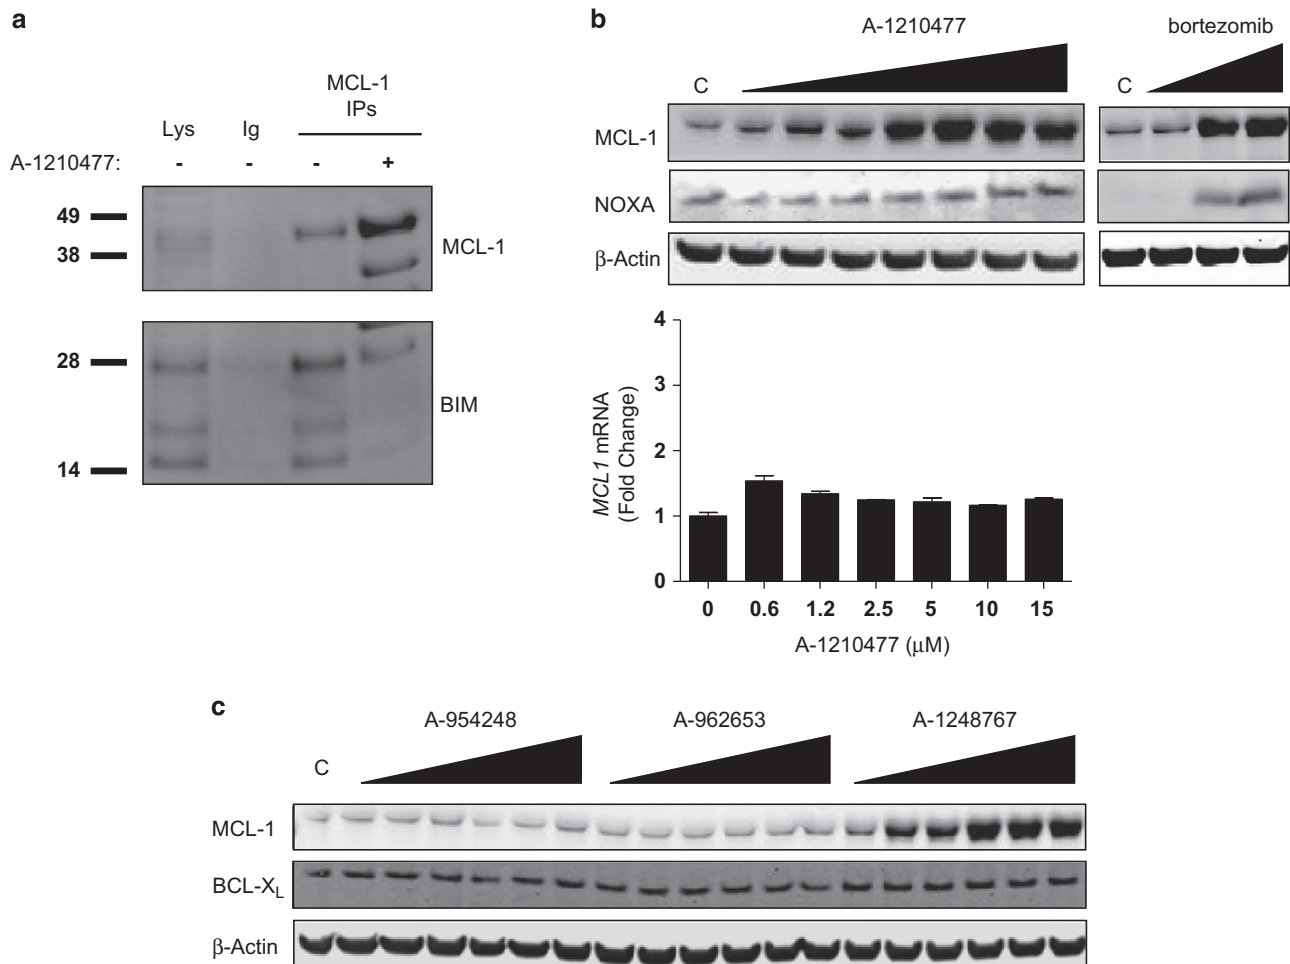 a
MCL-1
IPs
Lys Ig
A-1210477: - - - +
49
38
MCL-1
28
14
BIM
b
A-1210477 bortezomib
C C
MCL-1
NOXA
β-Actin
4
3
2
1
0
MCL1 mRNA
(Fold Change)
0 0.6 1.2 2.5 5 10 15
A-1210477 (μM)
c
A-954248 A-962653 A-1248767
C
MCL-1
BCL-XL
β-Actin